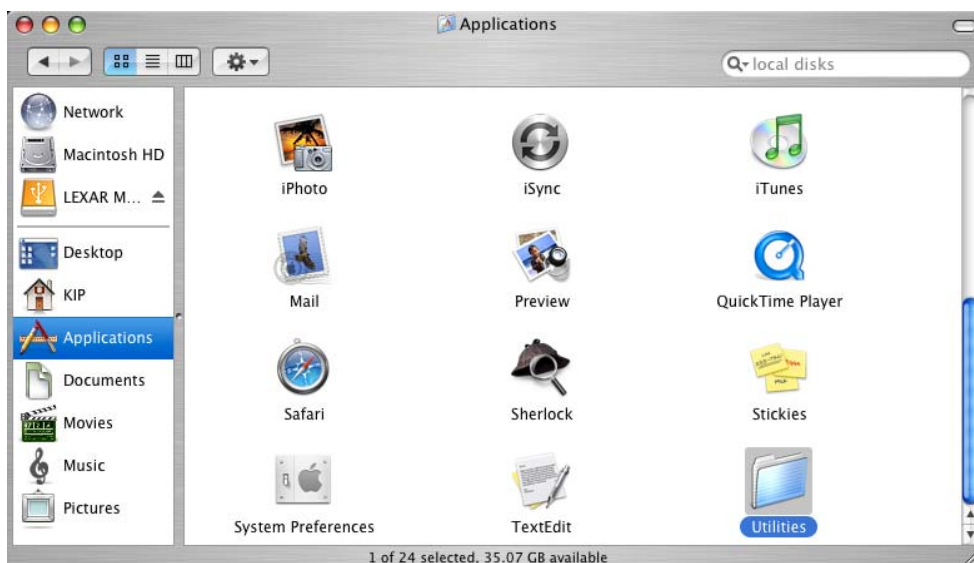 Applications
local disks
Network
Macintosh HD
LEXAR M...
Desktop
KIP
Applications
Documents
Movies
Music
Pictures
iPhoto
iSync
iTunes
Mail
Preview
QuickTime Player
Safari
Sherlock
Stickies
System Preferences
TextEdit
Utilities
1 of 24 selected, 35.07 GB available